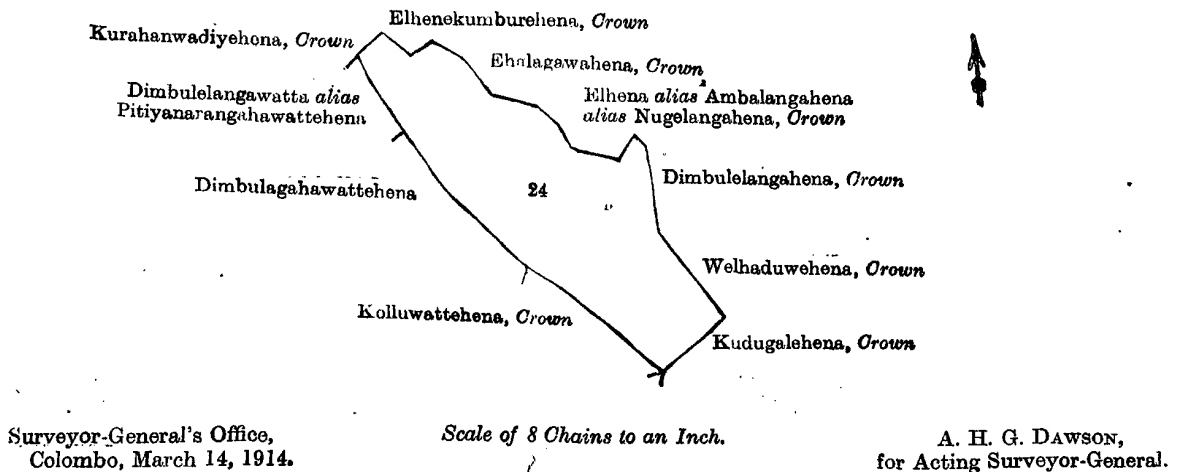 Elhenekumburehena, Crown
Kurahanwadiyehena, Crown
Ehalagawahena, Crown
Dimbulelangawatta alias
Pitiyanarangahawattehena
Elhena alias Ambalangahena
alias Nugelangahena, Crown
Dimbulelangahena, Crown
Dimbulagahawattehena
24
Welhaduwehena, Crown
Kolluwattehena, Crown
Kudugalehena, Crown
Surveyor-General's Office,
Colombo, March 14, 1914.
Scale of 8 Chains to an Inch.
A. H. G. DAWSON,
for Acting Surveyor-General.